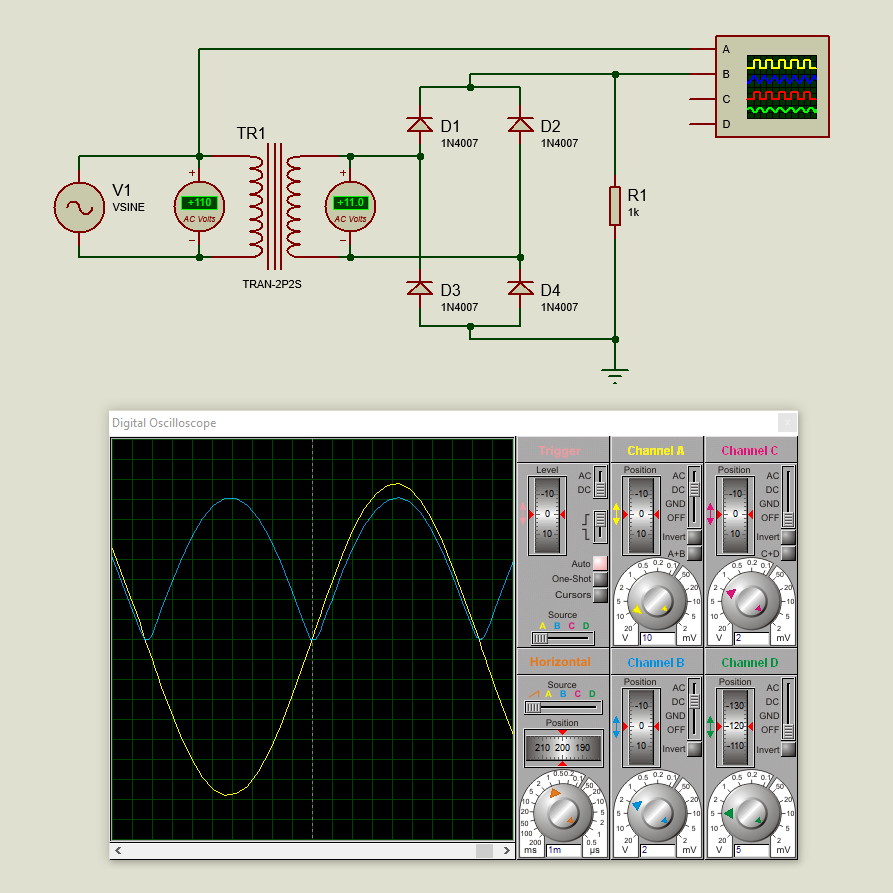 A
B
C
D
TR1
D1
1N4007
D2
1N4007
V1
VSINE
+
+110
AC Volts
−
+
+11.0
AC Volts
−
R1
1k
TRAN-2P2S
D3
1N4007
D4
1N4007
Digital Oscilloscope
Trigger
Level
-10
0
10
AC
DC
Auto
One-Shot
Cursors
Source
A B C D
Channel A
Position
-10
0
10
AC
DC
GND
OFF
Invert
A+B
20 10 5 2 1 0.5 0.2 0.1 50 20 10 5 2
V
10
mV
Channel C
Position
-10
0
10
AC
DC
GND
OFF
Invert
C+D
20 10 5 2 1 0.5 0.2 0.1 50 20 10 5 2
V
2
mV
Horizontal
Source
A B C D
Position
210 200 190
200 100 50 20 10 5 2 1 0.5 0.2 0.1 50 20 10 5 2 1 0.5
ms
1m
µs
Channel B
Position
-10
0
10
AC
DC
GND
OFF
Invert
20 10 5 2 1 0.5 0.2 0.1 50 20 10 5 2
V
2
mV
Channel D
Position
-130
-120
-110
AC
DC
GND
OFF
Invert
20 10 5 2 1 0.5 0.2 0.1 50 20 10 5 2
V
5
mV